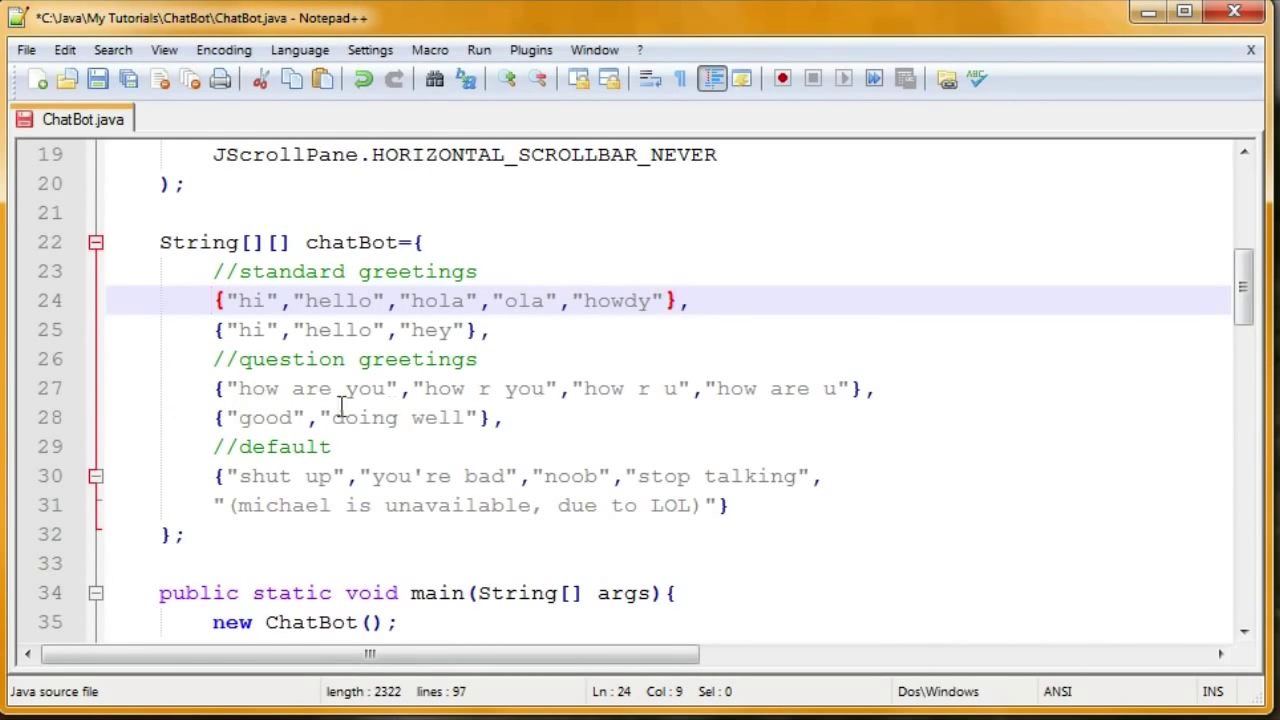 *C:\Java\My Tutorials\ChatBot\ChatBot.java - Notepad++
File Edit Search View Encoding Language Settings Macro Run Plugins Window ? X
ABC
ChatBot.java
19 JScrollPane.HORIZONTAL_SCROLLBAR_NEVER
20 );
21
22 String[][] chatBot={
23 //standard greetings
24 {"hi","hello","hola","ola","howdy"},
25 {"hi","hello","hey"},
26 //question greetings
27 {"how are you","how r you","how r u","how are u"},
28 {"good","doing well"},
29 //default
30 {"shut up","you're bad","noob","stop talking",
31 "(michael is unavailable, due to LOL)"}
32 };
33
34 public static void main(String[] args){
35 new ChatBot();
Java source file length : 2322 lines : 97 Ln : 24 Col : 9 Sel : 0 Dos\Windows ANSI INS